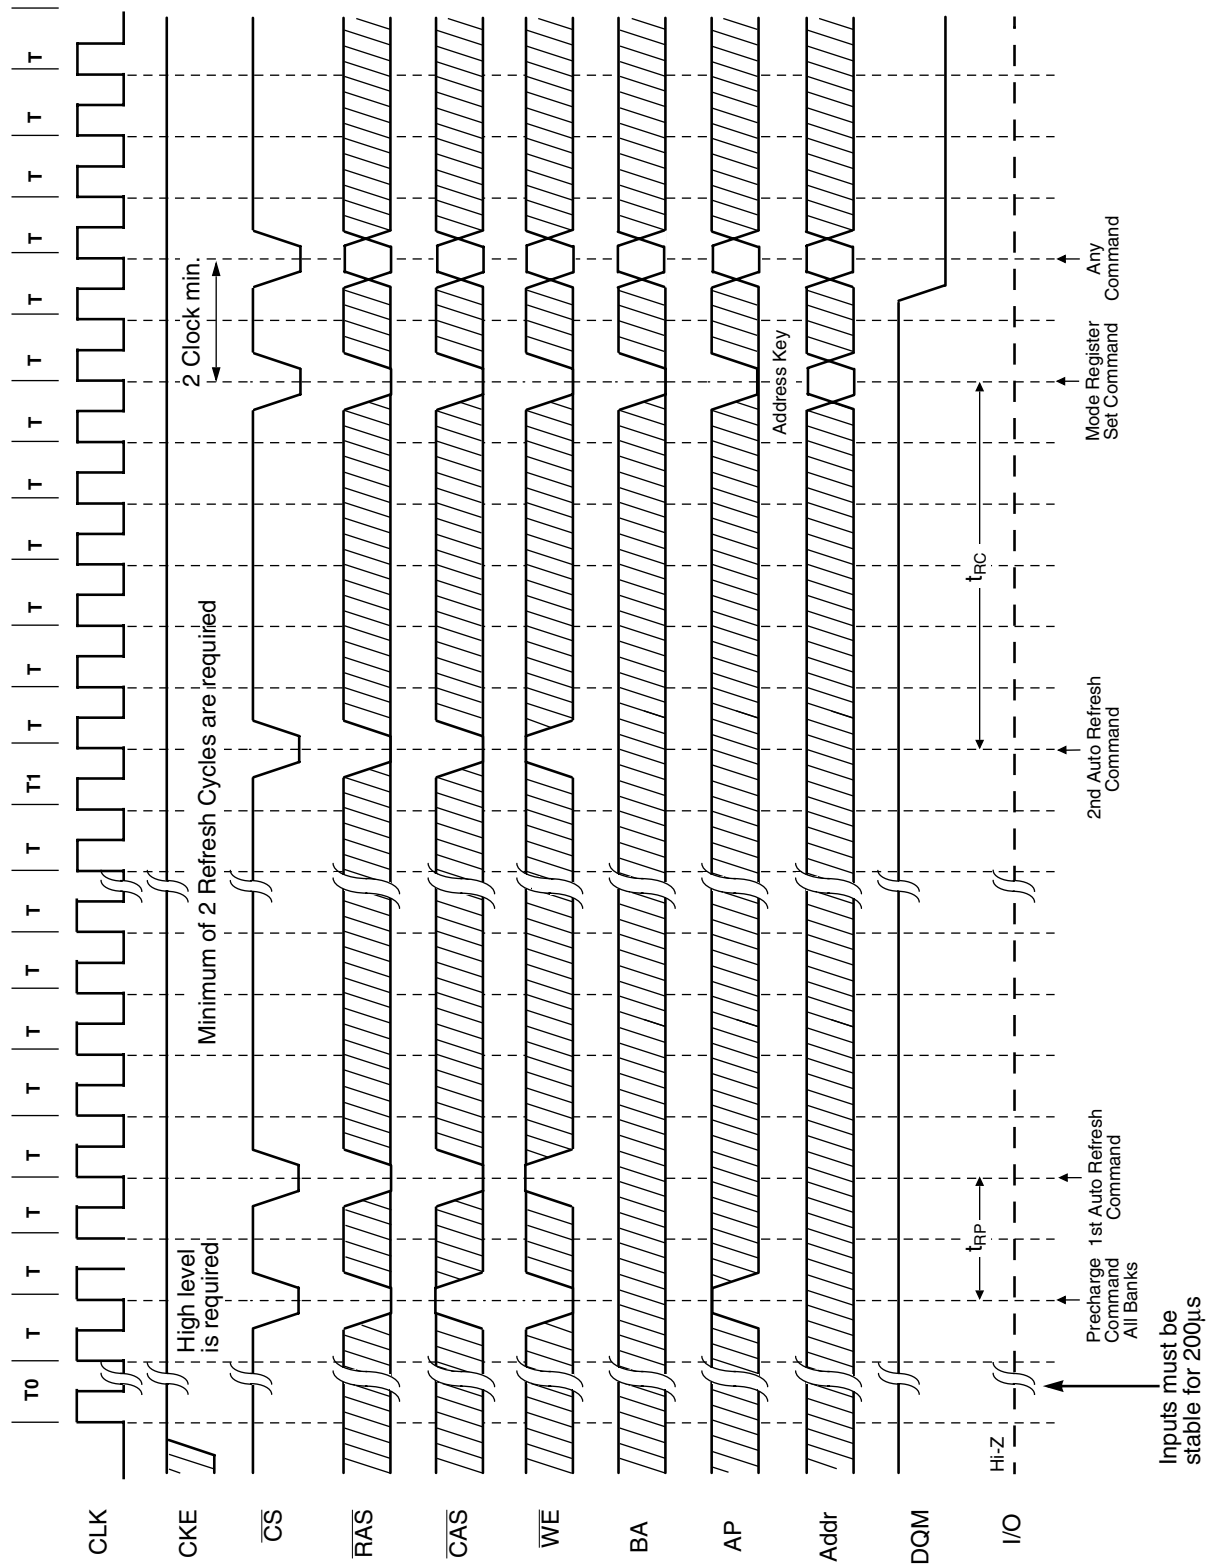 T0
T
T
T
T
T
T
T
T
T
T1
T
T
T
T
T
T
T
T
T
T
T
CLK
CKE
High level
is required
Minimum of 2 Refresh Cycles are required
2 Clock min.
CS
RAS
CAS
WE
BA
AP
Address Key
Addr
DQM
tRP
tRC
I/O
Hi-Z
Precharge
Command
All Banks
1st Auto Refresh
Command
2nd Auto Refresh
Command
Mode Register
Set Command
Any
Command
Inputs must be
stable for 200µs